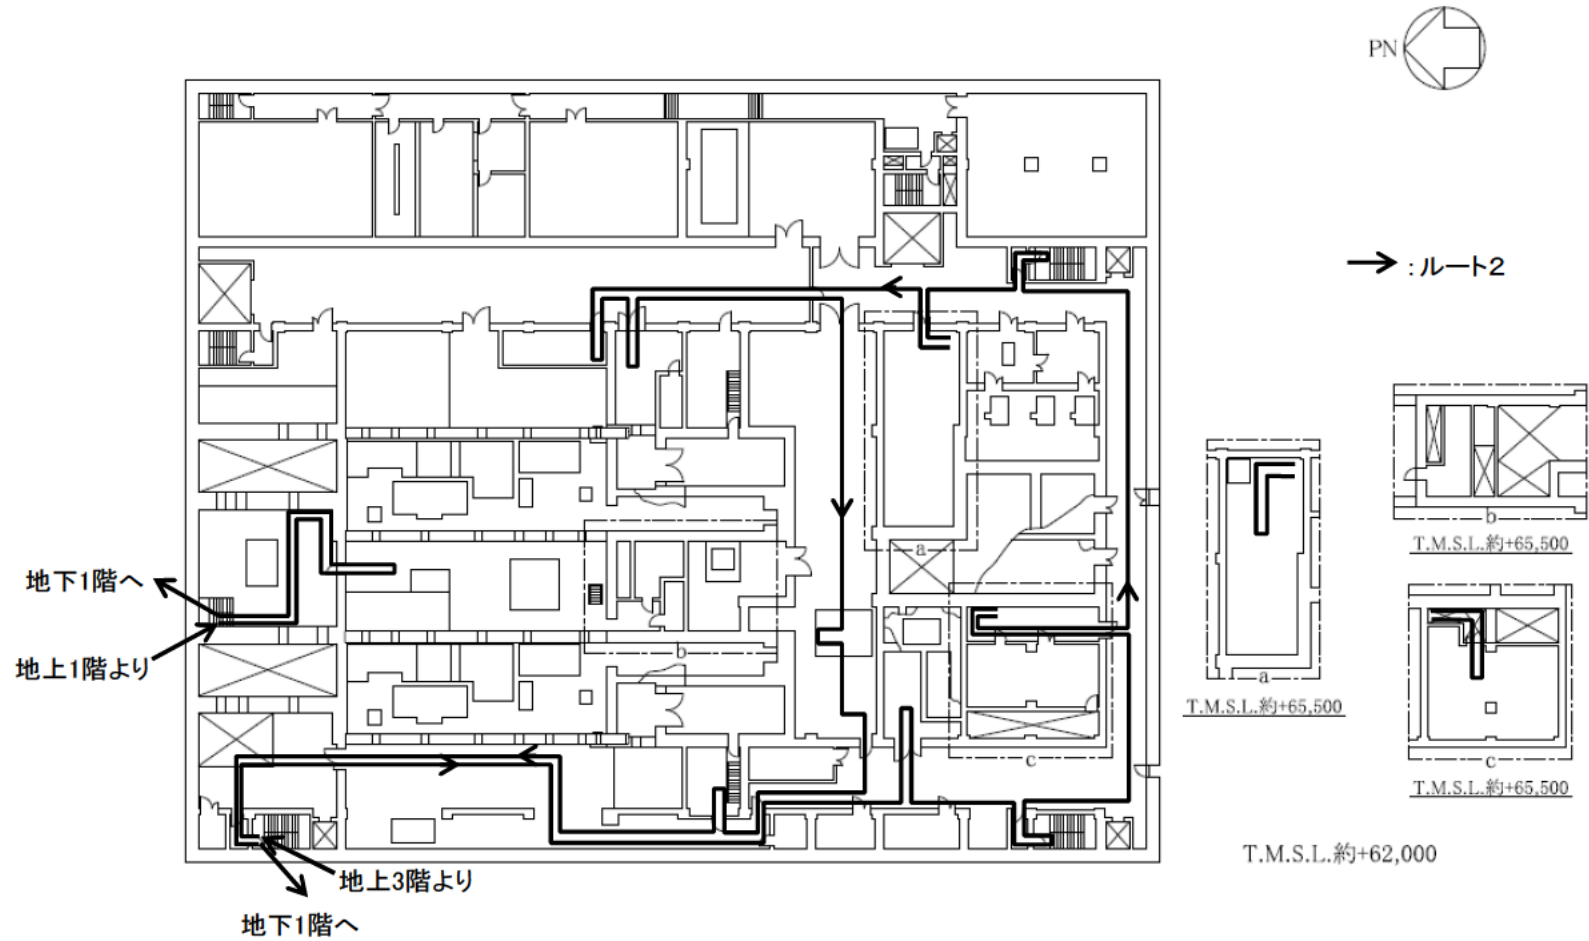 PN
: ルート2
地下1階へ
地上1階より
a
b
c
a
T.M.S.L.約+65,500
b
T.M.S.L.約+65,500
c
T.M.S.L.約+65,500
T.M.S.L.約+62,000
地上3階より
地下1階へ